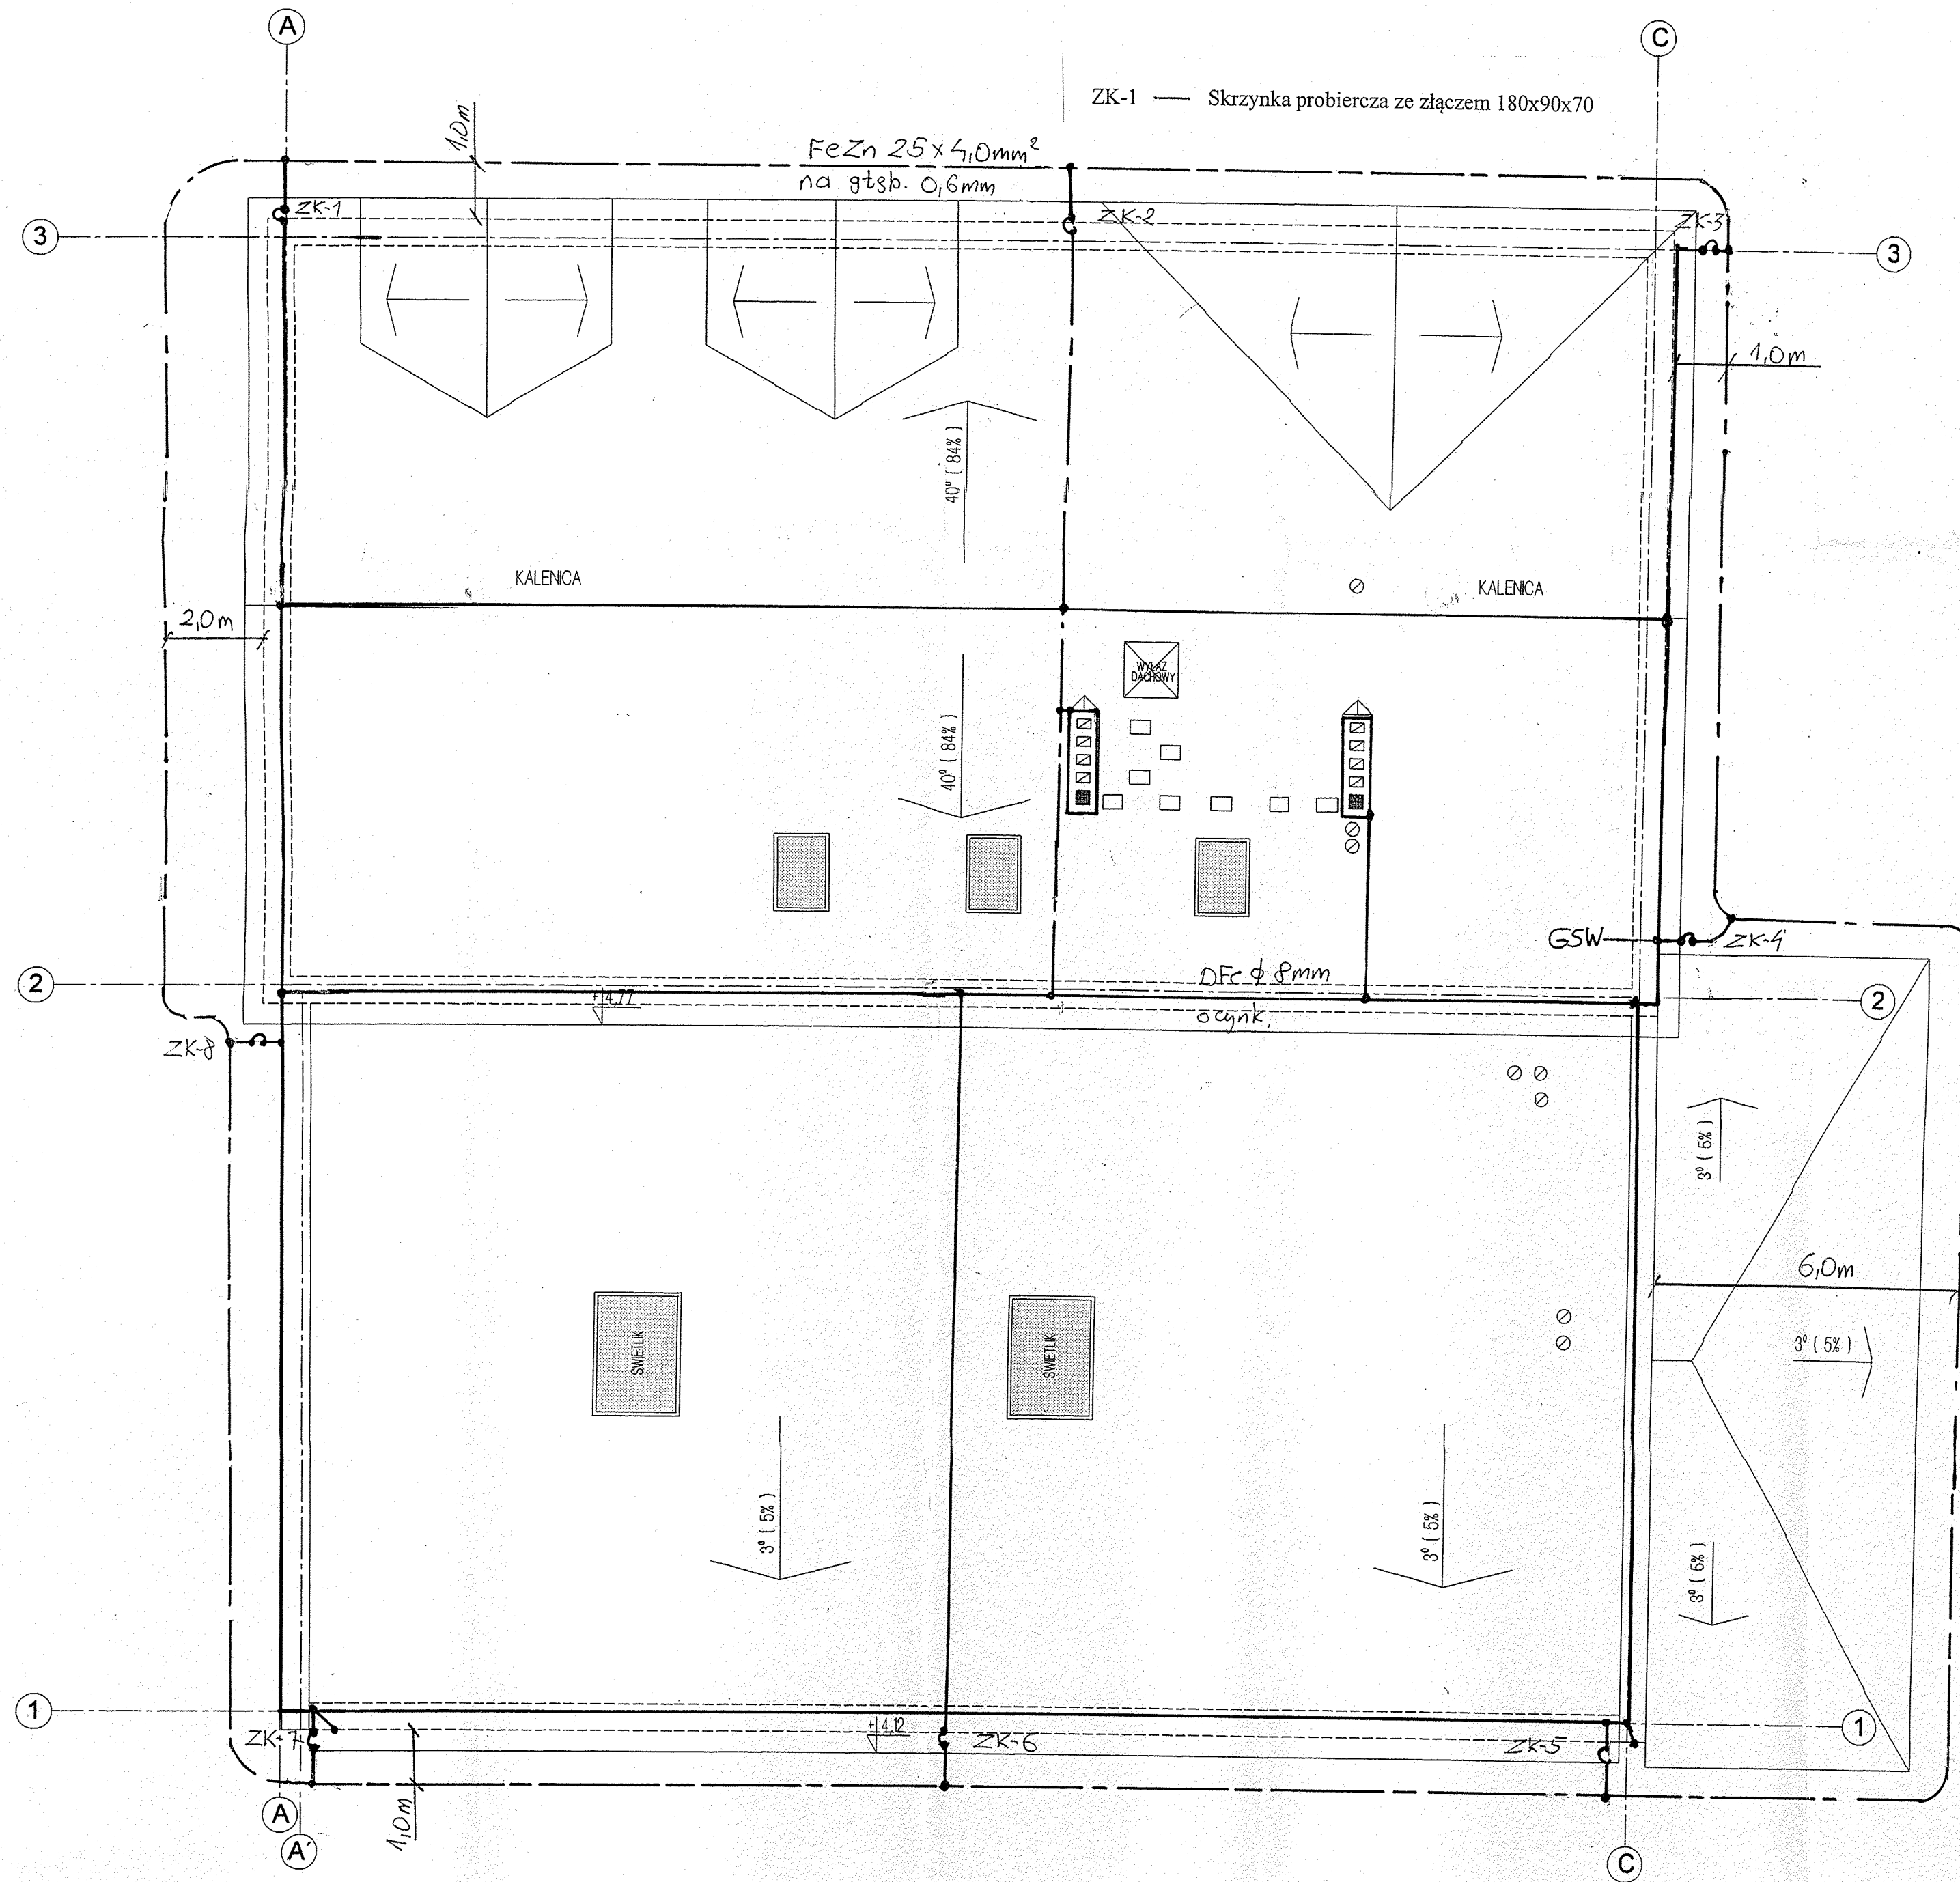 A
C
ZK-1 — Skrzynka probiercza ze złączem 180x90x70
1,0m
FeZn 25x4,0mm²
na głęb. 0,6mm
ZK-1
ZK-2
ZK-3
3
3
1,0m
40° ( 84% )
KALENICA
KALENICA
2,0m
WYŁAZ
DACHOWY
40° ( 84% )
GSW
ZK-4
2
DFe ϕ 8mm
2
+4,77
ocynk.
ZK-8
3° ( 5% )
6,0m
ŚWIETLIK
ŚWIETLIK
3° ( 5% )
3° ( 5% )
3° ( 5% )
3° ( 5% )
1
+4,12
1
ZK-7
ZK-6
ZK-5
1,0m
A
A'
C